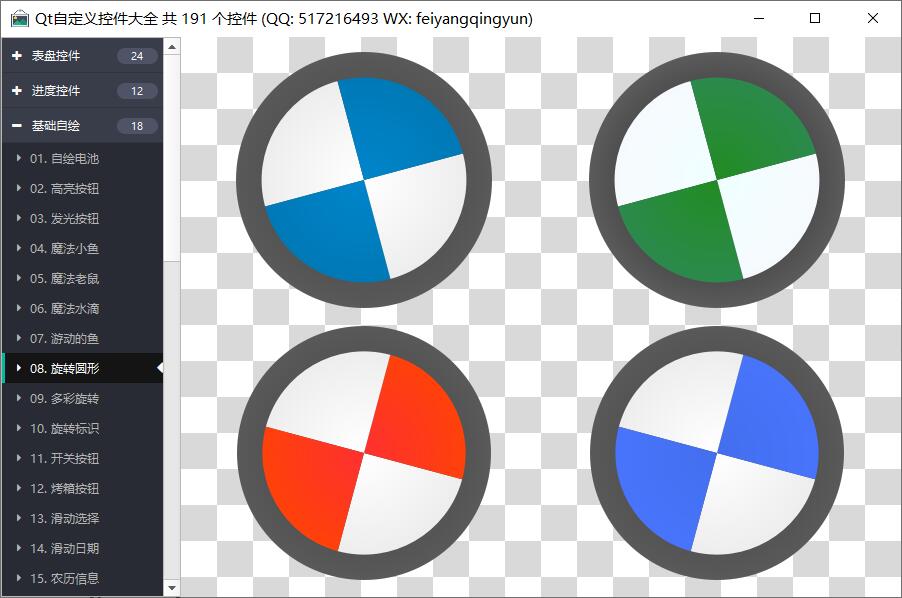 Qt自定义控件大全 共 191 个控件 (QQ: 517216493 WX: feiyangqingyun)
表盘控件 24
进度控件 12
基础自绘 18
01. 自绘电池
02. 高亮按钮
03. 发光按钮
04. 魔法小鱼
05. 魔法老鼠
06. 魔法水滴
07. 游动的鱼
08. 旋转圆形
09. 多彩旋转
10. 旋转标识
11. 开关按钮
12. 烤箱按钮
13. 滑动选择
14. 滑动日期
15. 农历信息